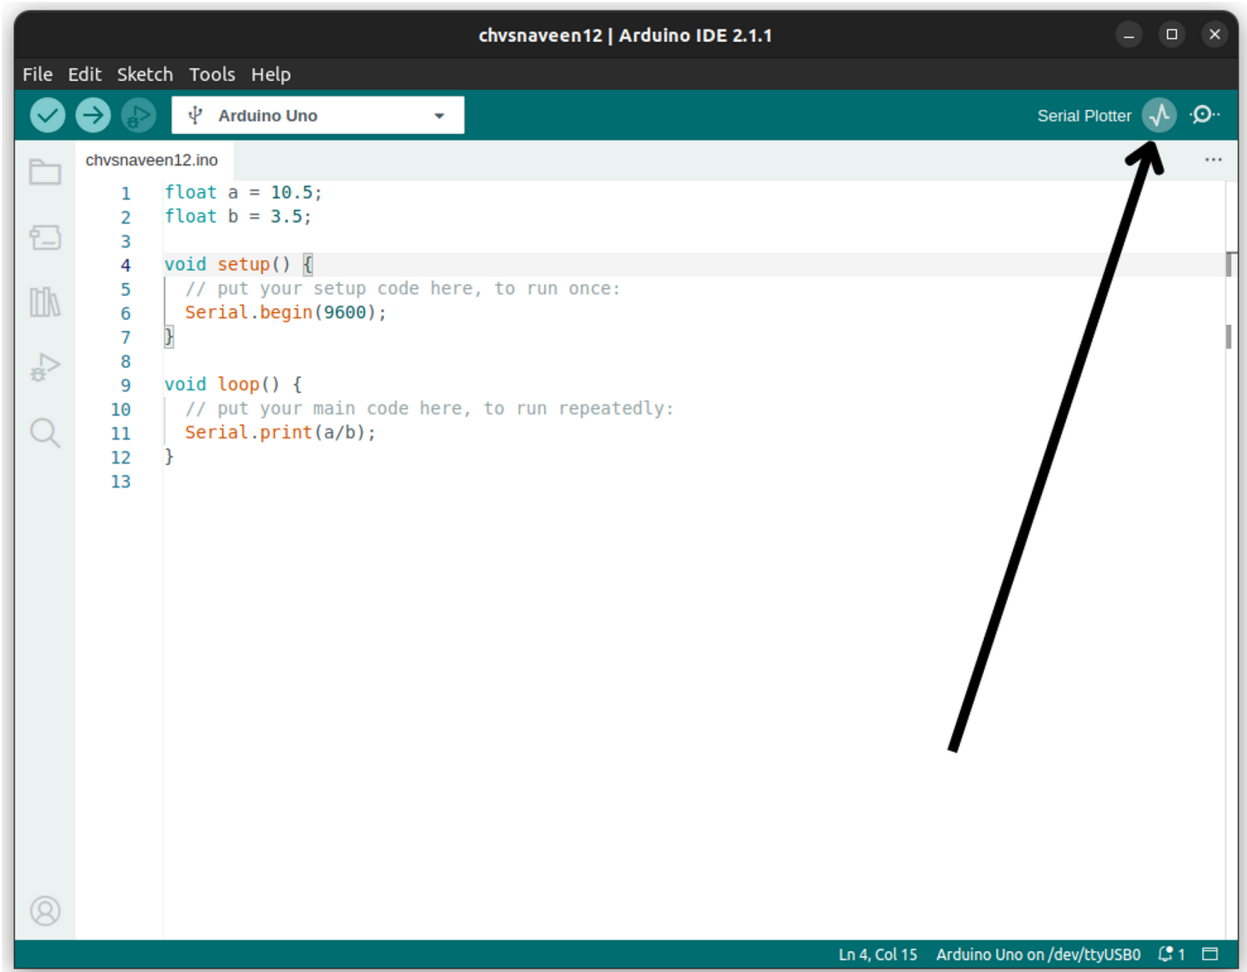 chvsnaveen12 | Arduino IDE 2.1.1
File Edit Sketch Tools Help
Arduino Uno
Serial Plotter
chvsnaveen12.ino
1 float a = 10.5;
2 float b = 3.5;
3
4 void setup() {
5   // put your setup code here, to run once:
6   Serial.begin(9600);
7 }
8
9 void loop() {
10   // put your main code here, to run repeatedly:
11   Serial.print(a/b);
12 }
13
Ln 4, Col 15 Arduino Uno on /dev/ttyUSB0 1